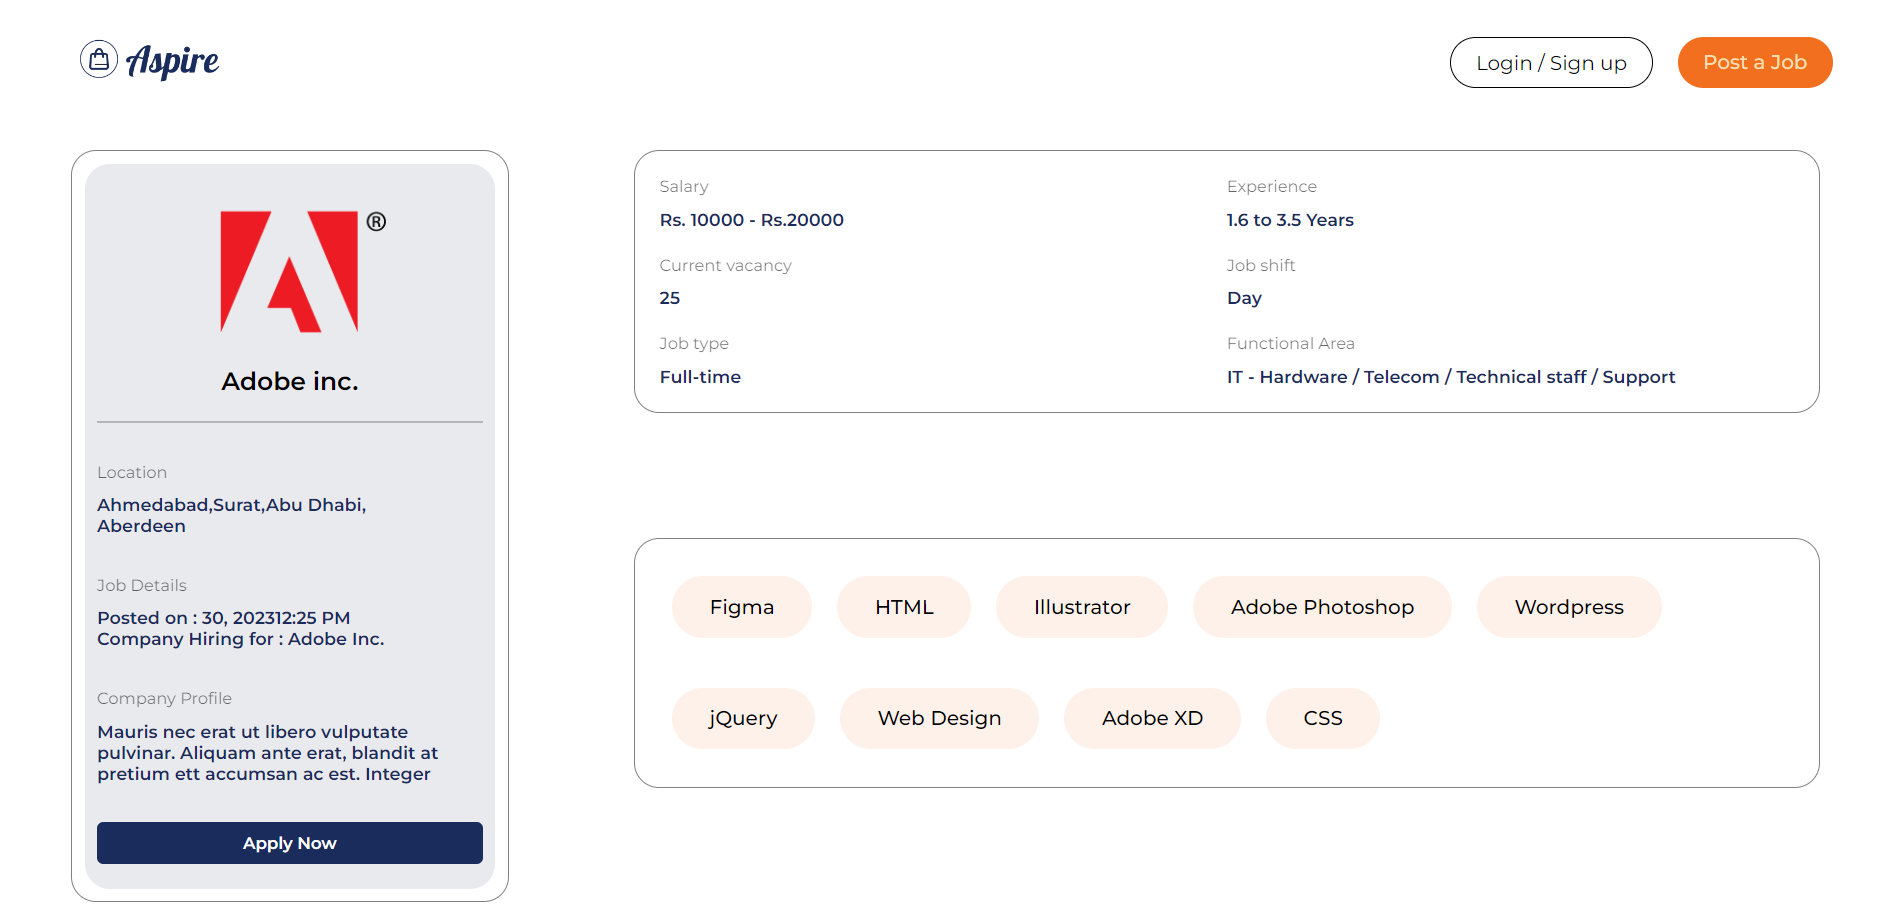 Aspire
Login / Sign up
Post a Job
®
Adobe inc.
Location
Ahmedabad,Surat,Abu Dhabi,
Aberdeen
Job Details
Posted on : 30, 202312:25 PM
Company Hiring for : Adobe Inc.
Company Profile
Mauris nec erat ut libero vulputate
pulvinar. Aliquam ante erat, blandit at
pretium ett accumsan ac est. Integer
Apply Now
Salary
Rs. 10000 - Rs.20000
Experience
1.6 to 3.5 Years
Current vacancy
25
Job shift
Day
Job type
Full-time
Functional Area
IT - Hardware / Telecom / Technical staff / Support
Figma
HTML
Illustrator
Adobe Photoshop
Wordpress
jQuery
Web Design
Adobe XD
CSS